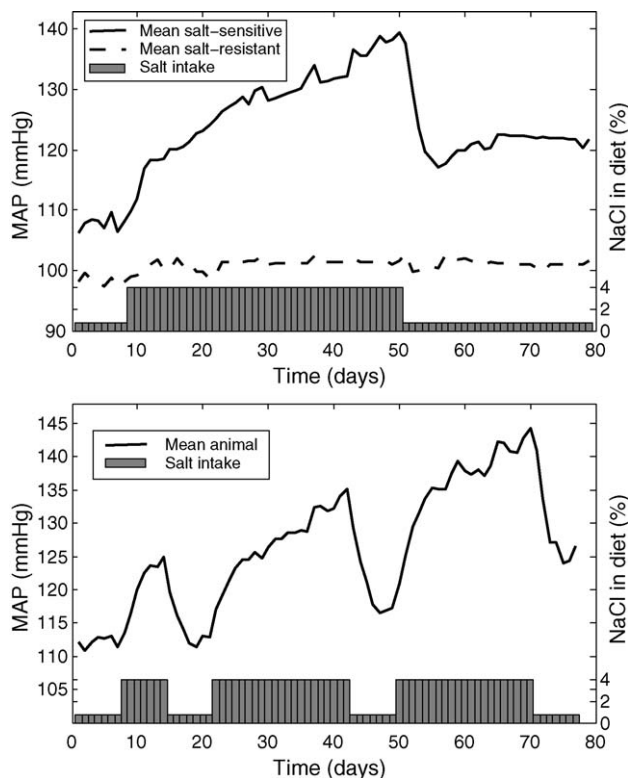 Mean salt-sensitive
Mean salt-resistant
Salt intake
MAP (mmHg)
140
130
120
110
100
90
NaCl in diet (%)
4
2
0
0 10 20 30 40 50 60 70 80
Time (days)
Mean animal
Salt intake
MAP (mmHg)
145
140
135
130
125
120
115
110
105
NaCl in diet (%)
4
2
0
0 10 20 30 40 50 60 70 80
Time (days)